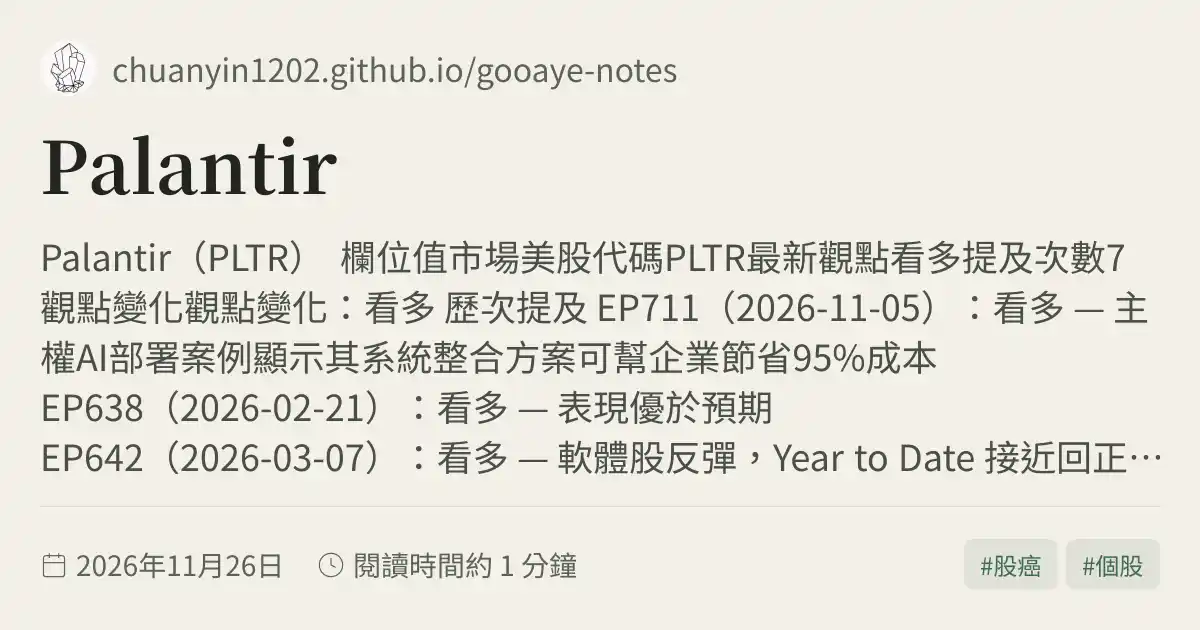 chuanyin1202.github.io/gooaye-notes
Palantir
Palantir（PLTR） 欄位值市場美股代碼PLTR最新觀點看多提及次數7
觀點變化觀點變化：看多 歷次提及 EP711（2026-11-05）：看多 — 主
權AI部署案例顯示其系統整合方案可幫企業節省95%成本
EP638（2026-02-21）：看多 — 表現優於預期
EP642（2026-03-07）：看多 — 軟體股反彈，Year to Date 接近回正…
2026年11月26日 閱讀時間約 1 分鐘 #股癌 #個股